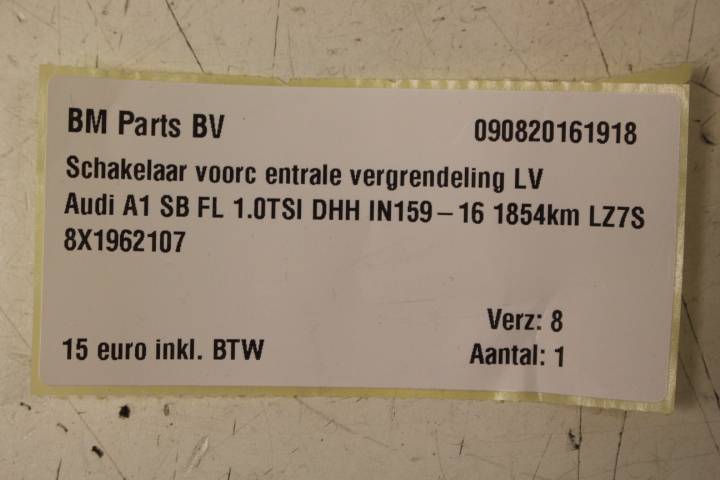 BM Parts BV 090820161918
Schakelaar voorc entrale vergrendeling LV
Audi A1 SB FL 1.0TSI DHH IN159-16 1854km LZ7S
8X1962107
Verz: 8
15 euro inkl. BTW Aantal: 1